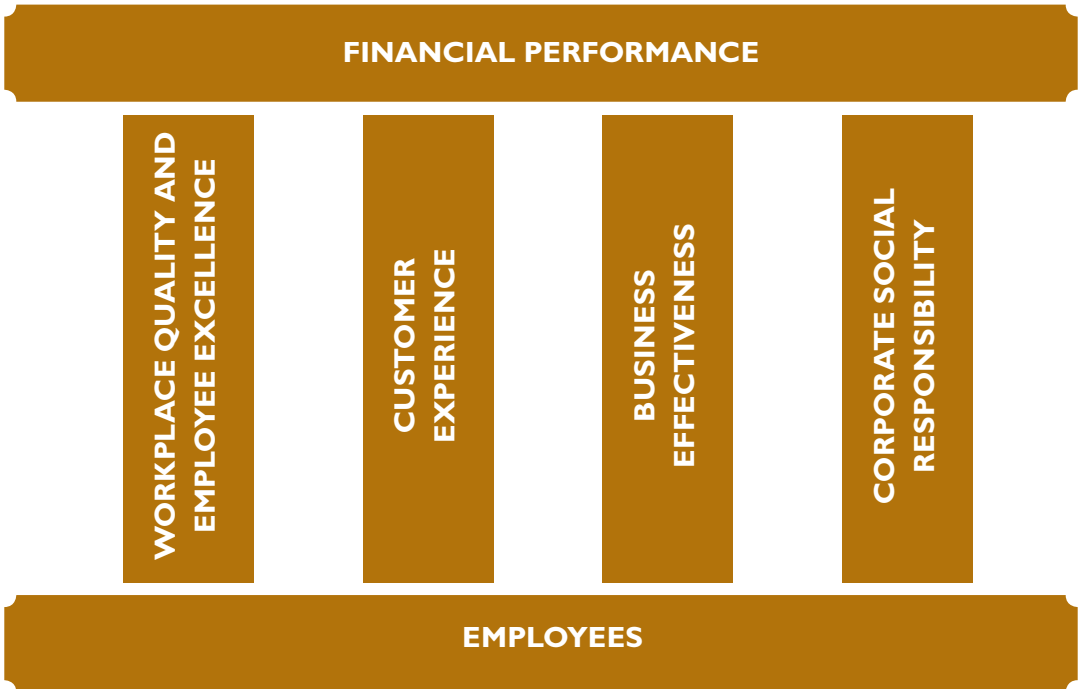 FINANCIAL PERFORMANCE
WORKPLACE QUALITY AND
EMPLOYEE EXCELLENCE
CUSTOMER
EXPERIENCE
BUSINESS
EFFECTIVENESS
CORPORATE SOCIAL
RESPONSIBILITY
EMPLOYEES